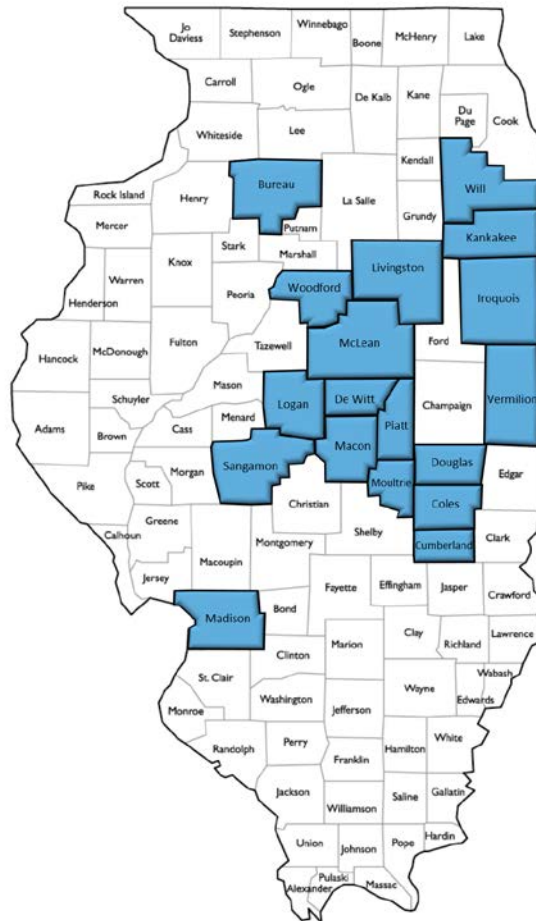 Jo
Daviess
Stephenson
Winnebago
Boone
McHenry
Lake
Carroll
Ogle
De Kalb
Kane
Du
Page
Cook
Whiteside
Lee
Kendall
Will
Rock Island
Henry
Bureau
La Salle
Grundy
Mercer
Putnam
Kankakee
Stark
Marshall
Knox
Livingston
Warren
Henderson
Peoria
Woodford
Iroquois
Hancock
McDonough
Fulton
Tazewell
McLean
Ford
Mason
Schuyler
Logan
De Witt
Champaign
Vermilion
Adams
Brown
Cass
Menard
Piatt
Macon
Sangamon
Douglas
Pike
Scott
Morgan
Moultrie
Edgar
Christian
Coles
Greene
Shelby
Calhoun
Macoupin
Montgomery
Cumberland
Clark
Jersey
Fayette
Effingham
Jasper
Crawford
Madison
Bond
Marion
Clay
Richland
Lawrence
Clinton
St. Clair
Wabash
Washington
Wayne
Edwards
Monroe
Jefferson
Randolph
Perry
Hamilton
White
Franklin
Jackson
Saline
Gallatin
Williamson
Union
Johnson
Pope
Hardin
Pulaski
Alexander
Massac